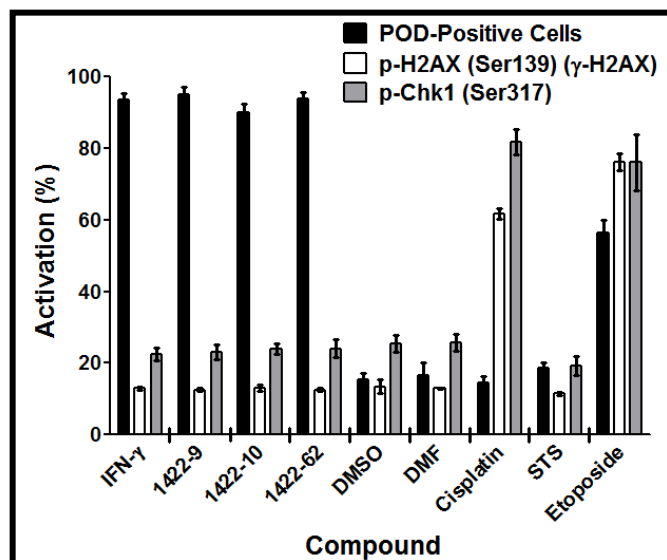 POD-Positive Cells
p-H2AX (Ser139) (γ-H2AX)
p-Chk1 (Ser317)
100
80
60
40
20
0
Activation (%)
IFN-γ
1422-9
1422-10
1422-62
DMSO
DMF
Cisplatin
STS
Etoposide
Compound